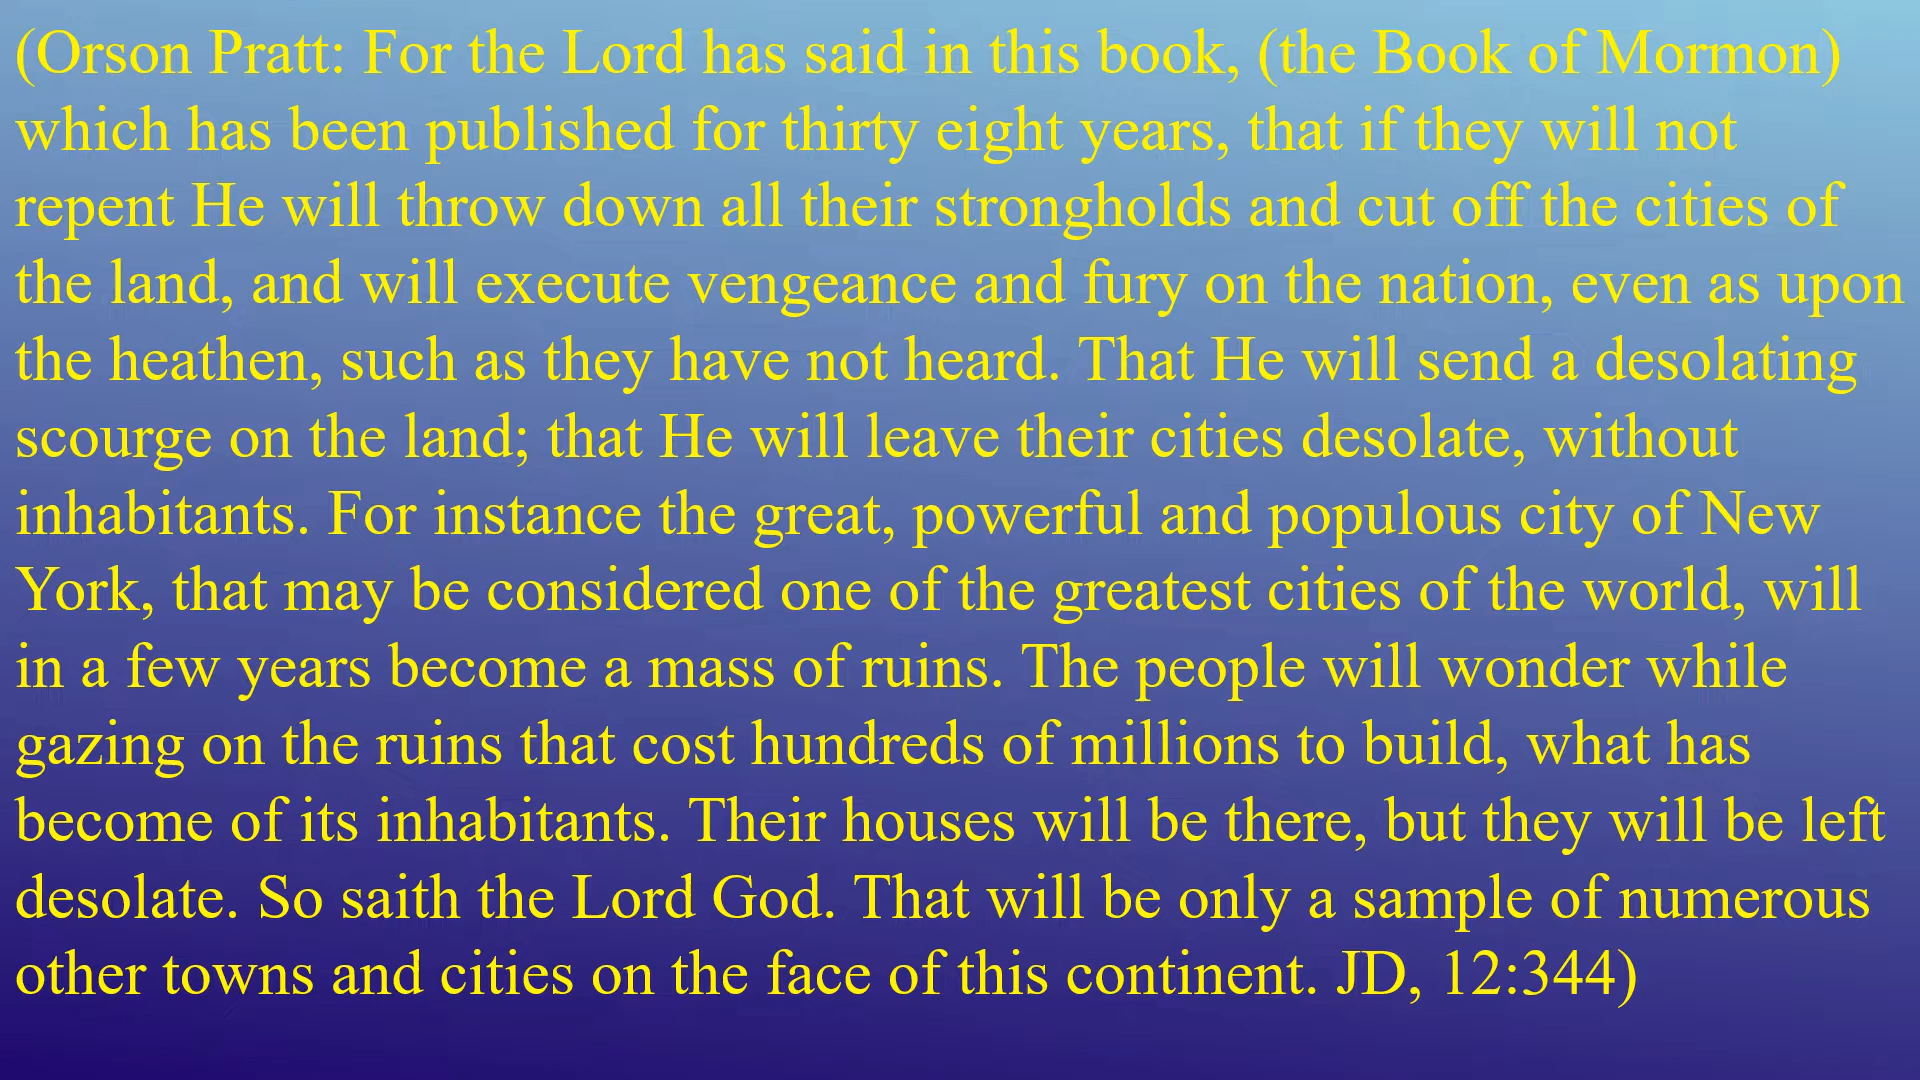 (Orson Pratt: For the Lord has said in this book, (the Book of Mormon)
which has been published for thirty eight years, that if they will not
repent He will throw down all their strongholds and cut off the cities of
the land, and will execute vengeance and fury on the nation, even as upon
the heathen, such as they have not heard. That He will send a desolating
scourge on the land; that He will leave their cities desolate, without
inhabitants. For instance the great, powerful and populous city of New
York, that may be considered one of the greatest cities of the world, will
in a few years become a mass of ruins. The people will wonder while
gazing on the ruins that cost hundreds of millions to build, what has
become of its inhabitants. Their houses will be there, but they will be left
desolate. So saith the Lord God. That will be only a sample of numerous
other towns and cities on the face of this continent. JD, 12:344)